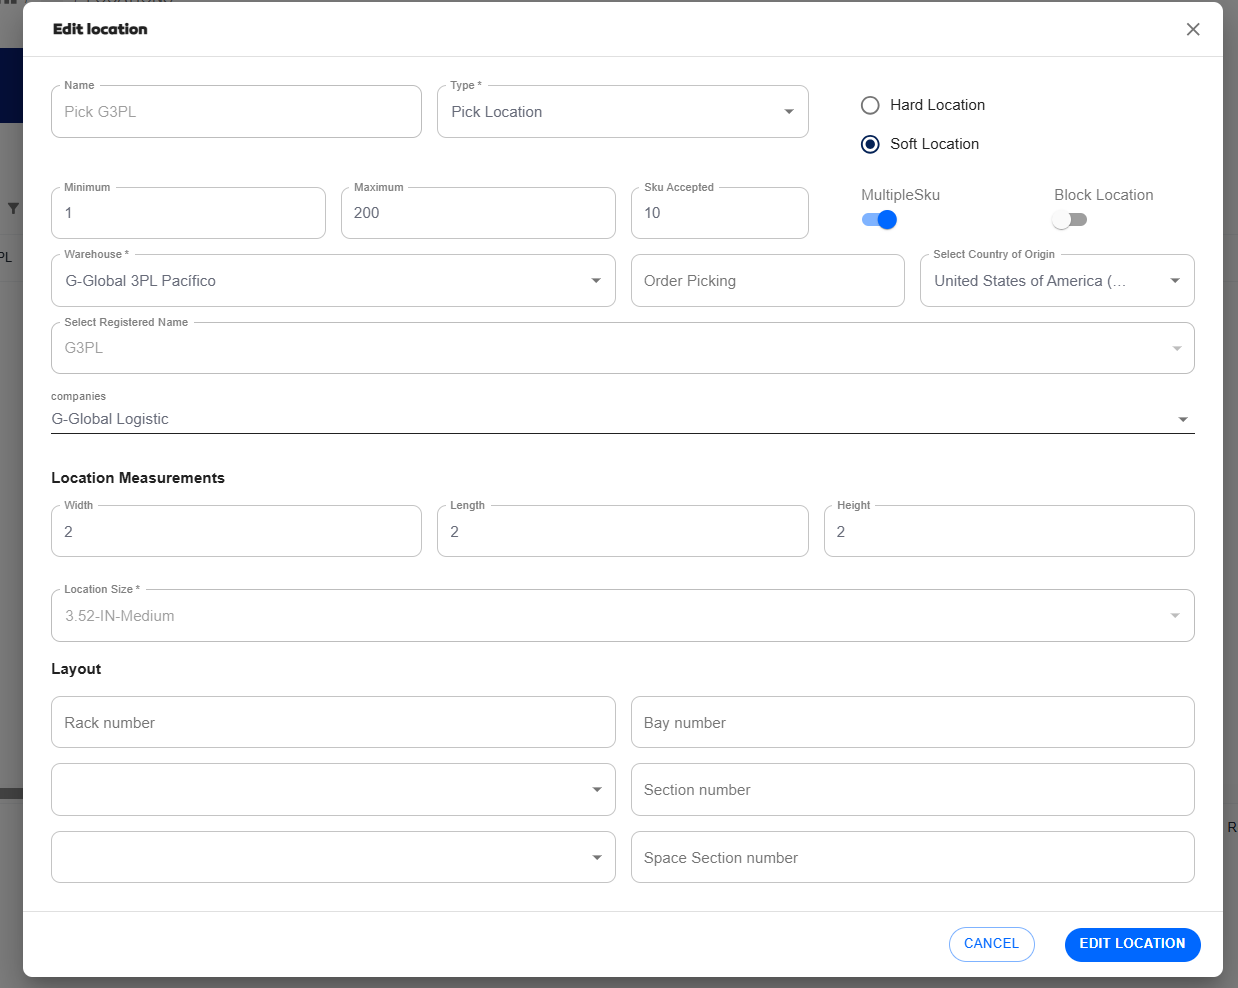 Edit location
Name
Pick G3PL
Type *
Pick Location
Hard Location
Soft Location
Minimum
1
Maximum
200
Sku Accepted
10
MultipleSku
Block Location
PL
Warehouse *
G-Global 3PL Pacífico
Order Picking
Select Country of Origin
United States of America (...
Select Registered Name
G3PL
companies
G-Global Logistic
Location Measurements
Width
2
Length
2
Height
2
Location Size *
3.52-IN-Medium
Layout
Rack number
Bay number
Section number
R
Space Section number
CANCEL
EDIT LOCATION